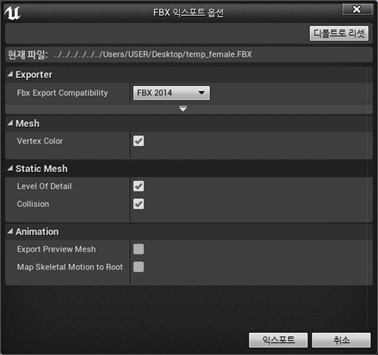 FBX 익스포트 옵션
디폴트로 리셋
현재 파일: ../../../../../../Users/USER/Desktop/temp_female.FBX
Exporter
Fbx Export Compatibility FBX 2014
Mesh
Vertex Color
Static Mesh
Level Of Detail
Collision
Animation
Export Preview Mesh
Map Skeletal Motion to Root
익스포트 취소